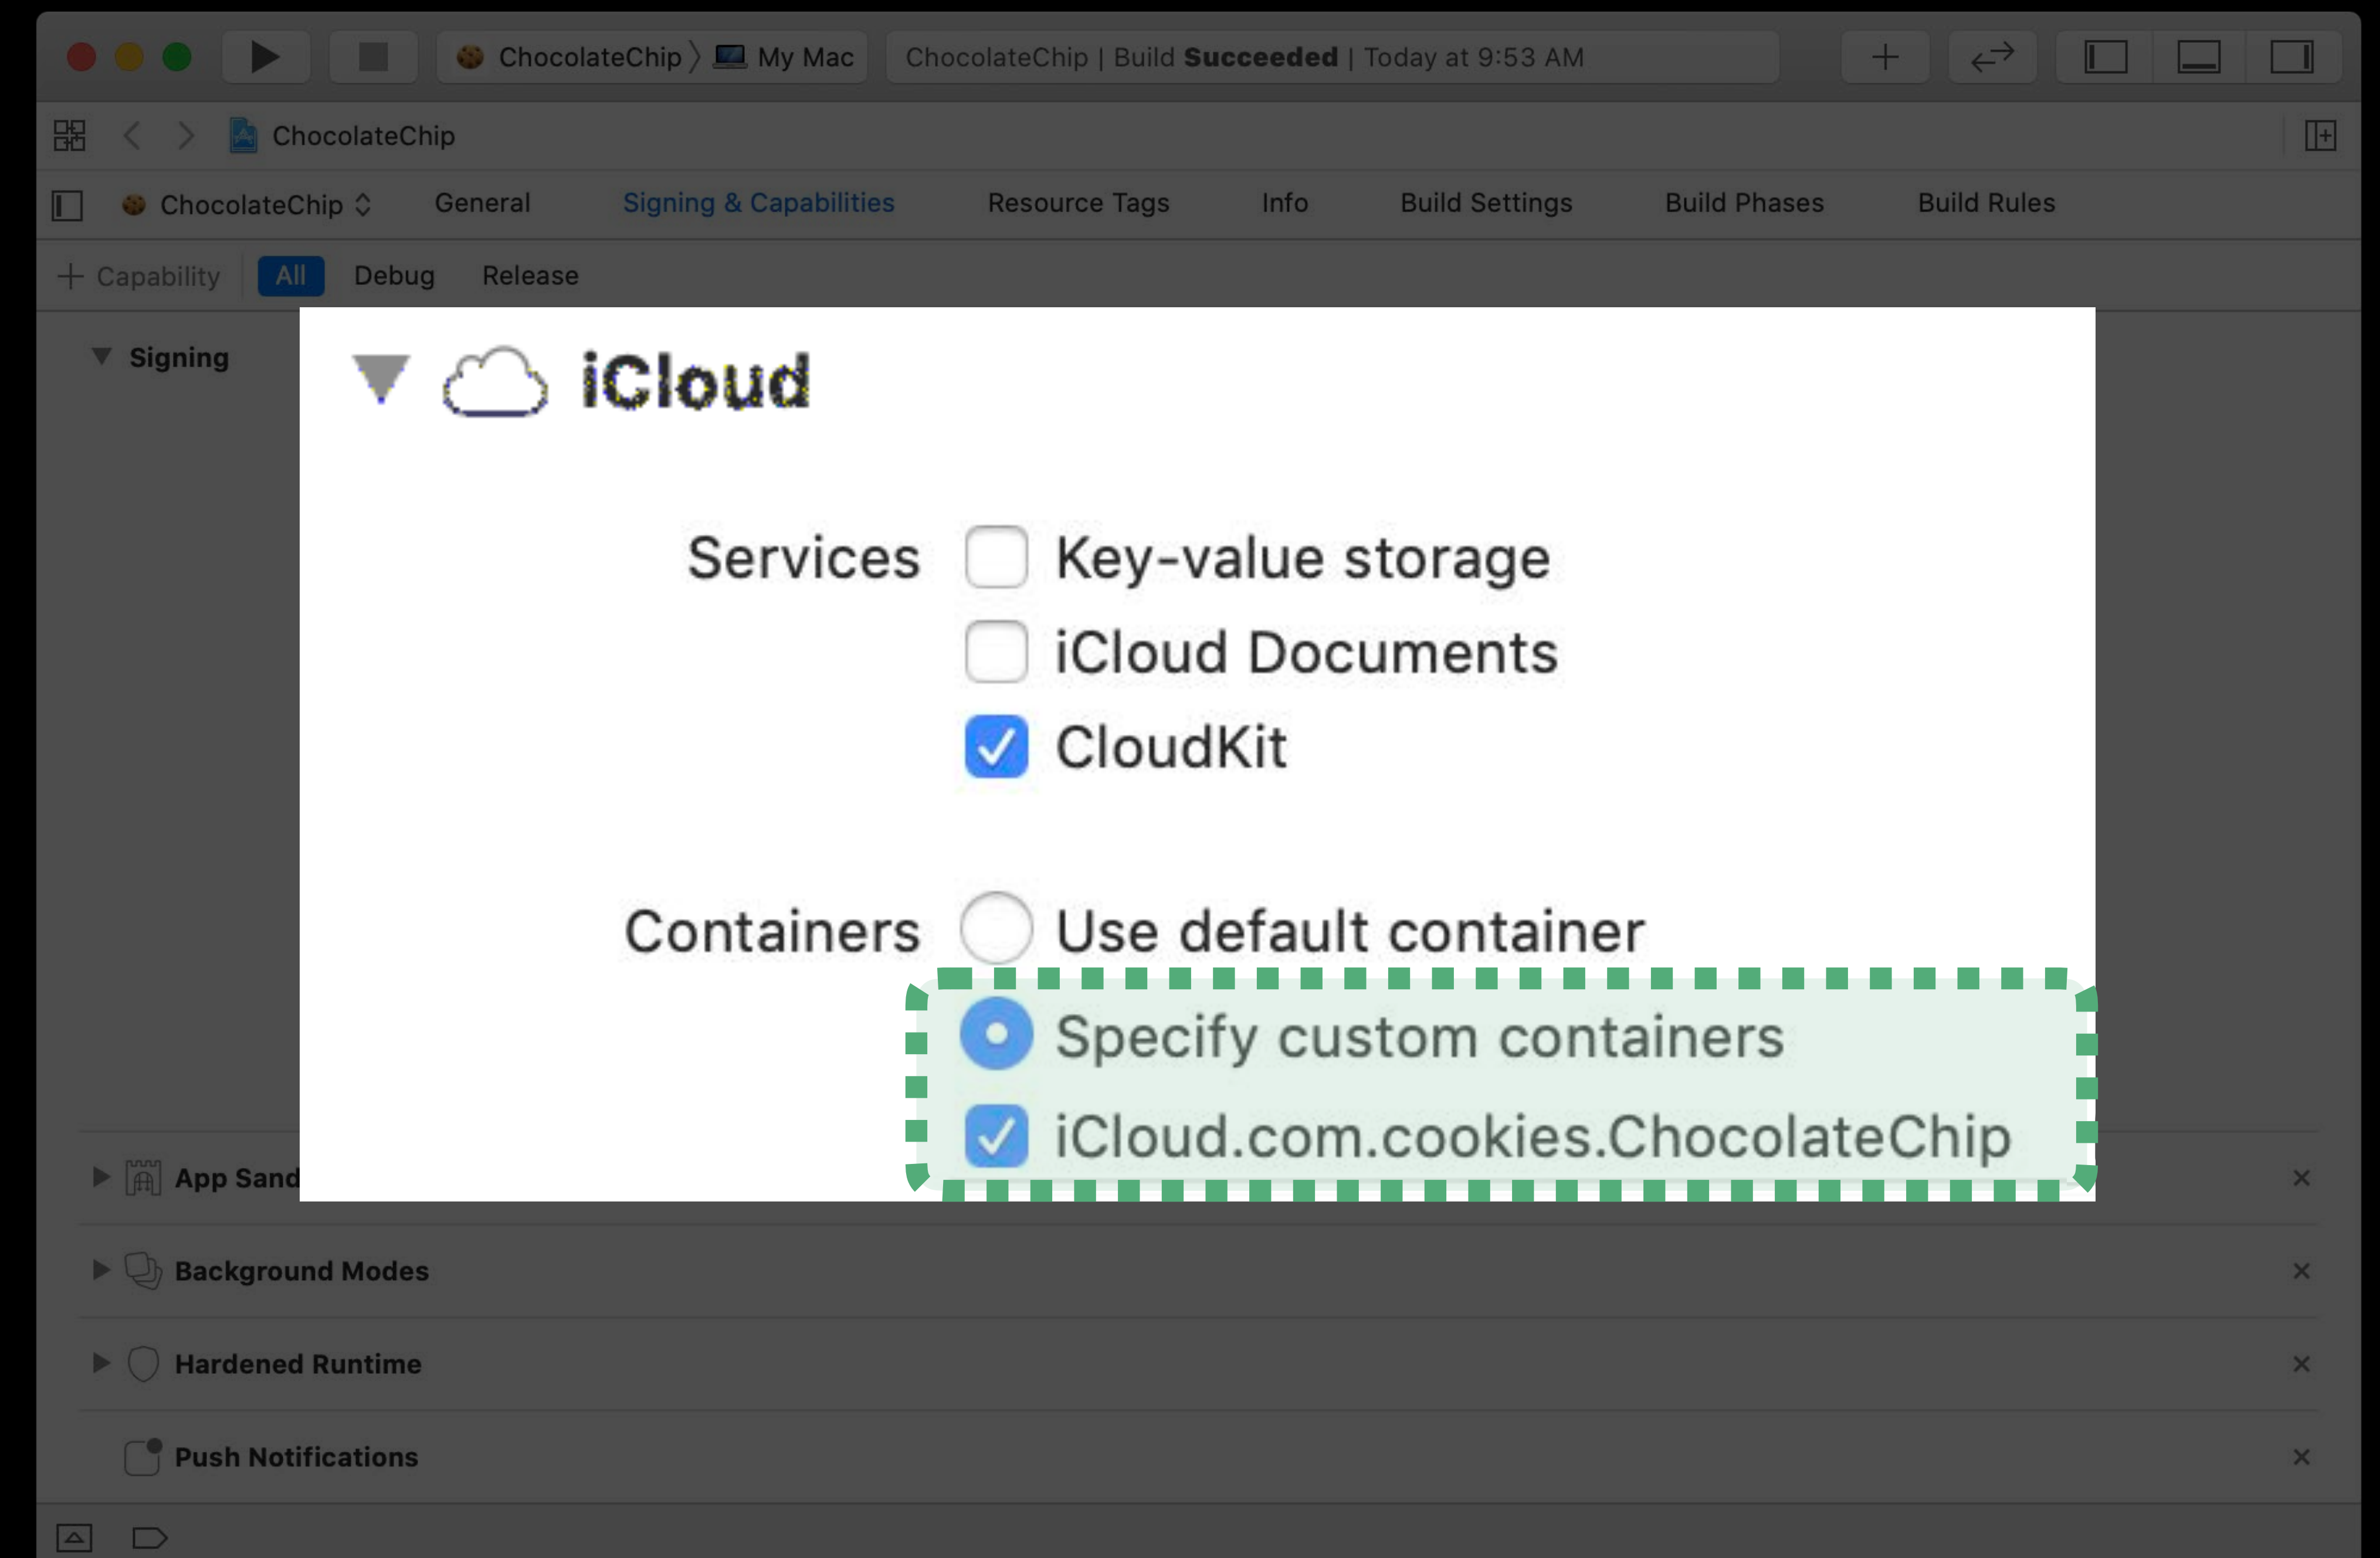 ChocolateChip My Mac ChocolateChip | Build Succeeded | Today at 9:53 AM
ChocolateChip
ChocolateChip General Signing & Capabilities Resource Tags Info Build Settings Build Phases Build Rules
Capability All Debug Release
Signing
iCloud
Services Key-value storage
iCloud Documents
CloudKit
Containers Use default container
Specify custom containers
iCloud.com.cookies.ChocolateChip
App Sand
Background Modes
Hardened Runtime
Push Notifications